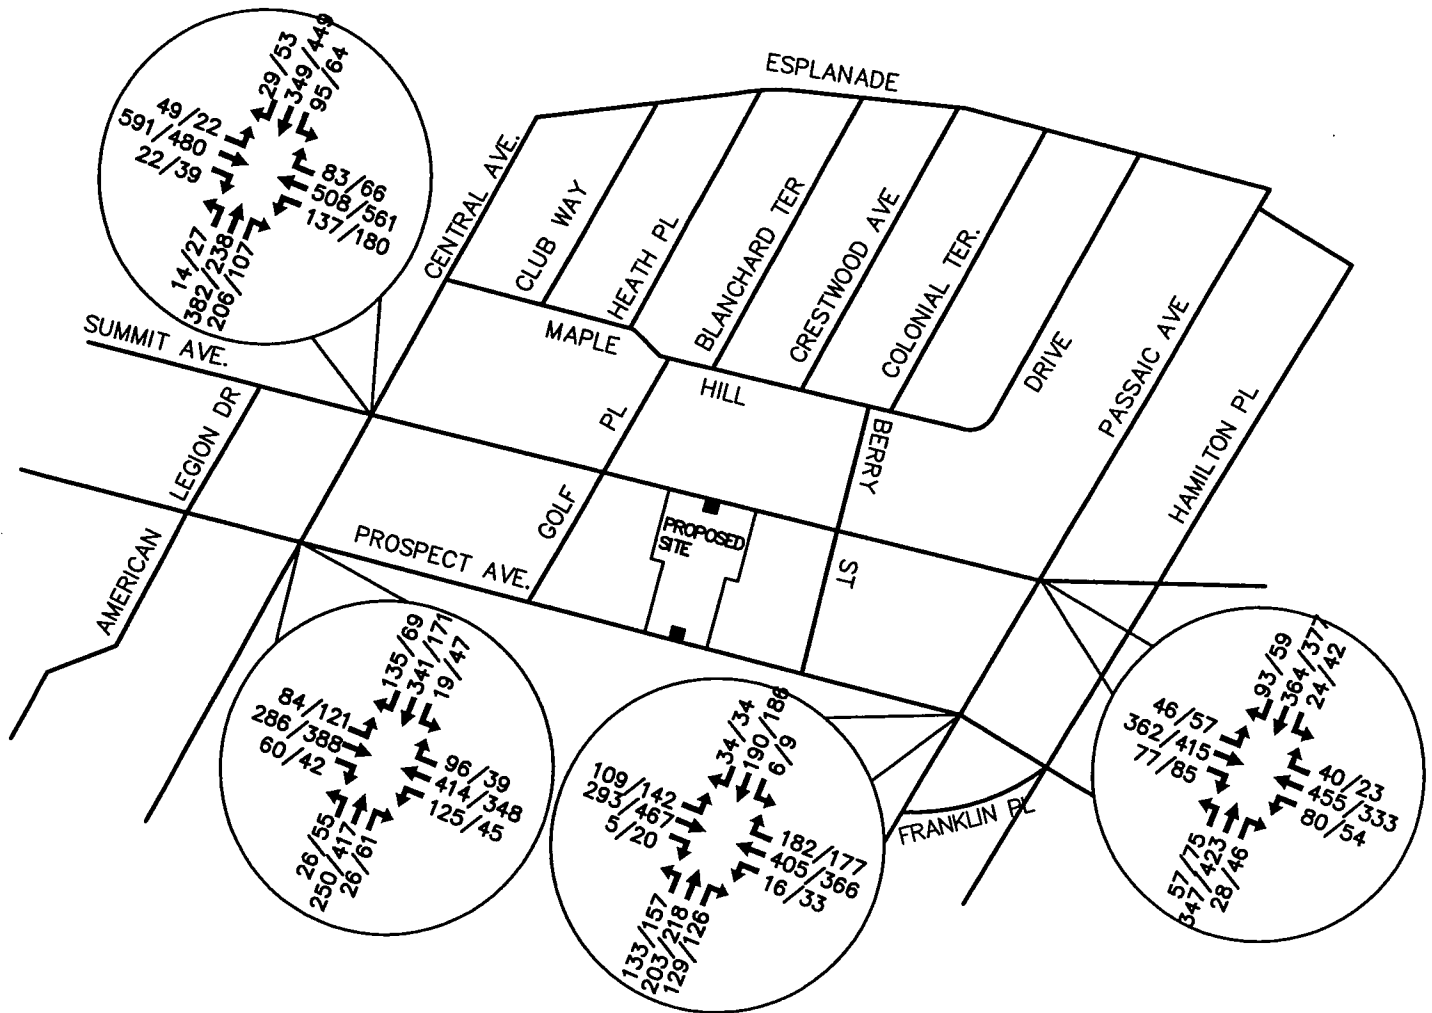 ESPLANADE
29/53
349/449
95/64
49/22
591/480
22/39
83/66
508/561
137/180
14/27
382/238
206/107
CENTRAL AVE.
CLUB WAY
HEATH PL
BLANCHARD TER
CRESTWOOD AVE
COLONIAL TER.
DRIVE
PASSAIC AVE
HAMILTON PL
SUMMIT AVE.
MAPLE
HILL
LEGION DR
AMERICAN
GOLF
PL
BERRY
ST
PROPOSED
SITE
PROSPECT AVE.
FRANKLIN PL
135/69
341/171
19/47
84/121
286/388
60/42
96/39
414/348
125/45
26/55
250/417
26/61
34/34
190/186
6/9
109/142
293/467
5/20
182/177
405/366
16/33
133/157
203/218
129/126
93/59
364/377
24/42
46/57
362/415
77/85
40/23
455/333
80/54
57/75
347/423
28/46